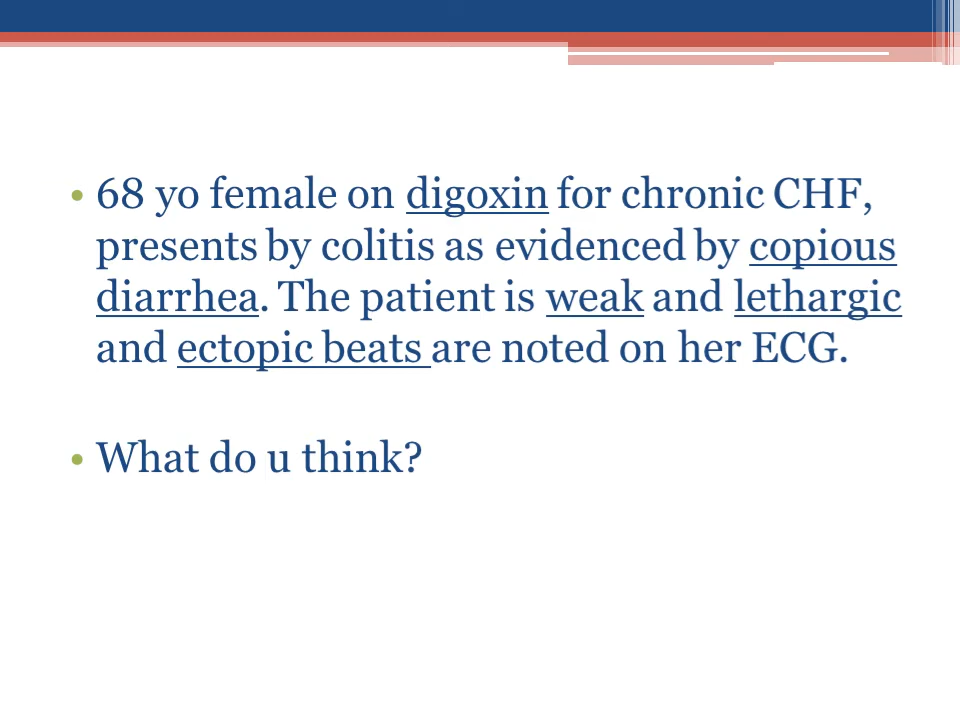 • 68 yo female on digoxin for chronic CHF,
presents by colitis as evidenced by copious
diarrhea. The patient is weak and lethargic
and ectopic beats are noted on her ECG.
• What do u think?